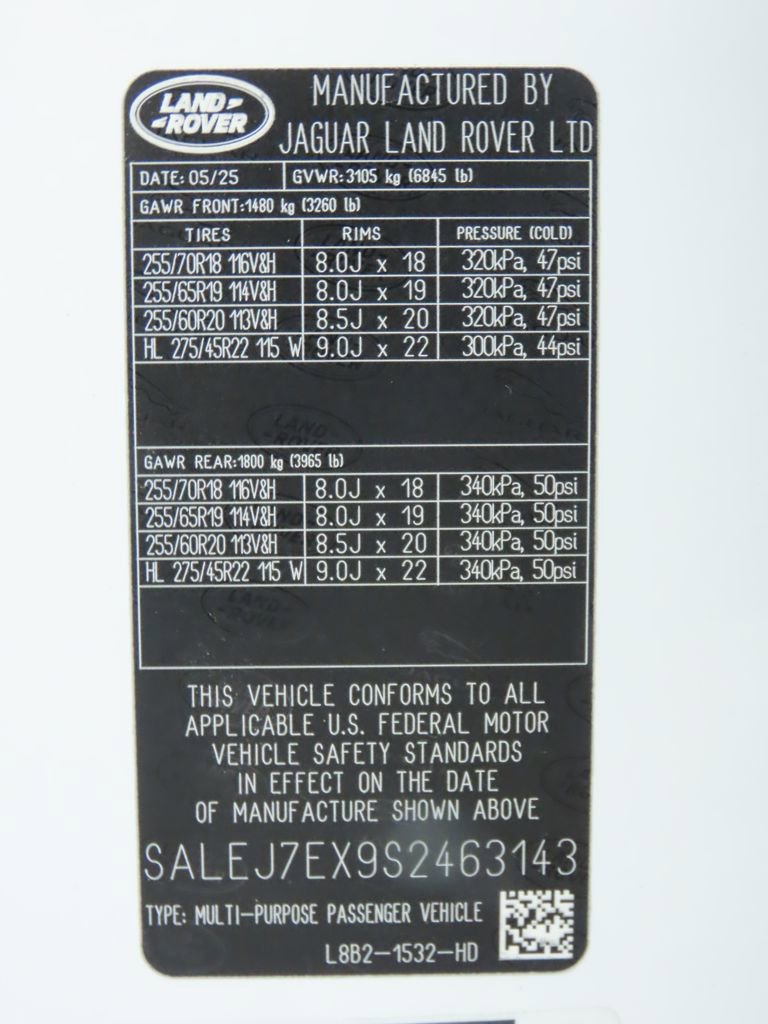 LAND-
-ROVER
MANUFACTURED BY
JAGUAR LAND ROVER LTD
DATE: 05/25 GVWR: 3105 kg (6845 lb)
GAWR FRONT: 1480 kg (3260 lb)
TIRES RIMS PRESSURE (COLD)
255/70R18 116V&H 8.0J x 18 320kPa, 47psi
255/65R19 114V&H 8.0J x 19 320kPa, 47psi
255/60R20 113V&H 8.5J x 20 320kPa, 47psi
HL 275/45R22 115 W 9.0J x 22 300kPa, 44psi
GAWR REAR: 1800 kg (3965 lb)
255/70R18 116V&H 8.0J x 18 340kPa, 50psi
255/65R19 114V&H 8.0J x 19 340kPa, 50psi
255/60R20 113V&H 8.5J x 20 340kPa, 50psi
HL 275/45R22 115 W 9.0J x 22 340kPa, 50psi
THIS VEHICLE CONFORMS TO ALL
APPLICABLE U.S. FEDERAL MOTOR
VEHICLE SAFETY STANDARDS
IN EFFECT ON THE DATE
OF MANUFACTURE SHOWN ABOVE
SALEJ7EX9S2463143
TYPE: MULTI-PURPOSE PASSENGER VEHICLE
L8B2-1532-HD